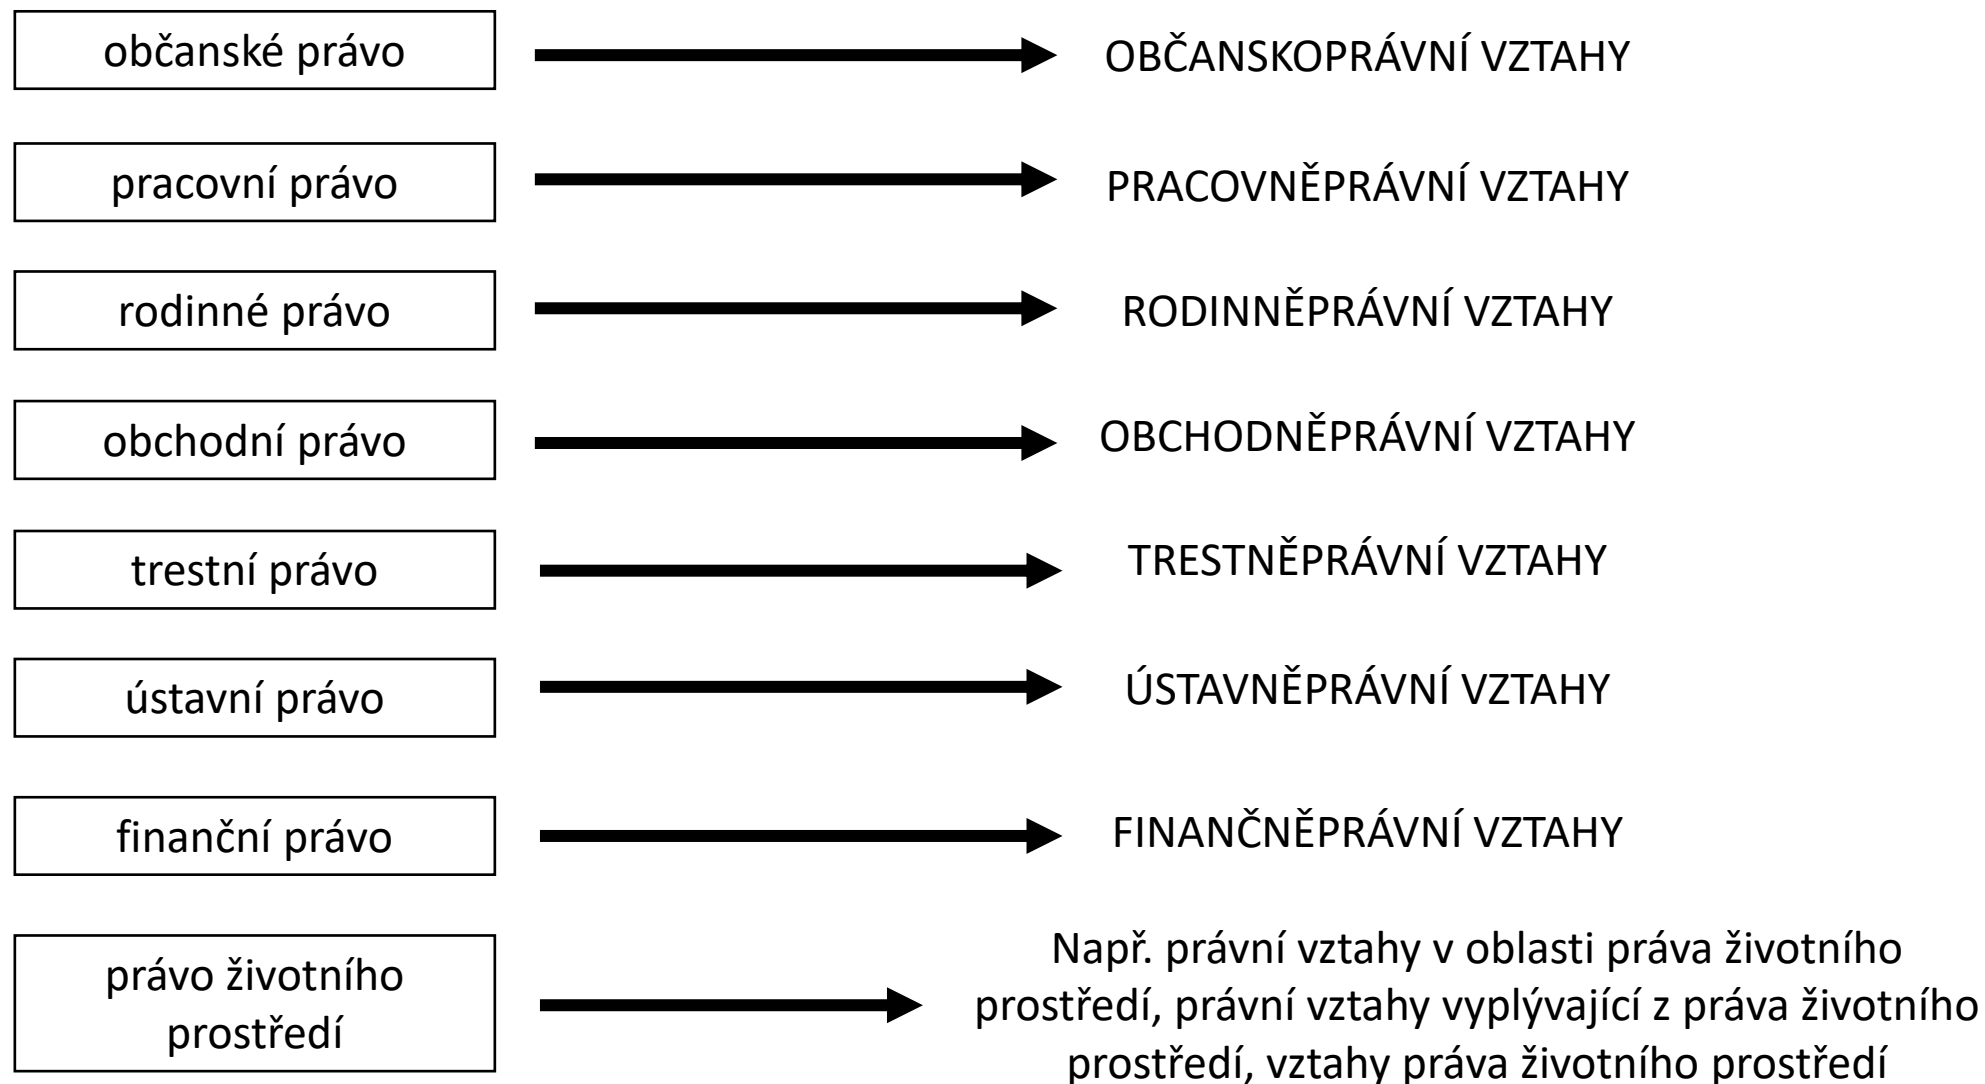 občanské právo
OBČANSKOPRÁVNÍ VZTAHY
pracovní právo
PRACOVNĚPRÁVNÍ VZTAHY
rodinné právo
RODINNĚPRÁVNÍ VZTAHY
obchodní právo
OBCHODNĚPRÁVNÍ VZTAHY
trestní právo
TRESTNĚPRÁVNÍ VZTAHY
ústavní právo
ÚSTAVNĚPRÁVNÍ VZTAHY
finanční právo
FINANČNĚPRÁVNÍ VZTAHY
právo životního
prostředí
Např. právní vztahy v oblasti práva životního
prostředí, právní vztahy vyplývající z práva životního
prostředí, vztahy práva životního prostředí